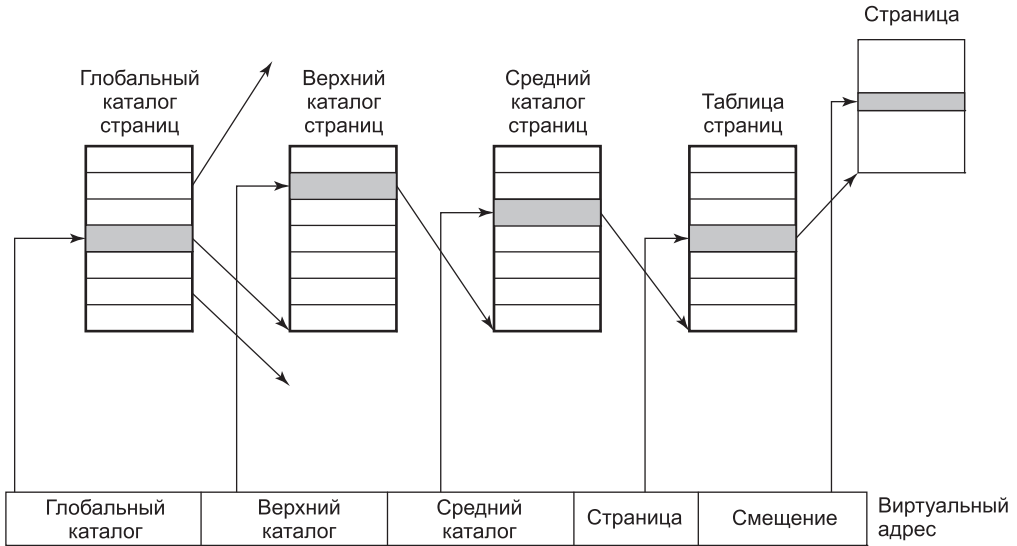 Страница
Глобальный
каталог
страниц
Верхний
каталог
страниц
Средний
каталог
страниц
Таблица
страниц
Глобальный
каталог
Верхний
каталог
Средний
каталог
Страница
Смещение
Виртуальный
адрес